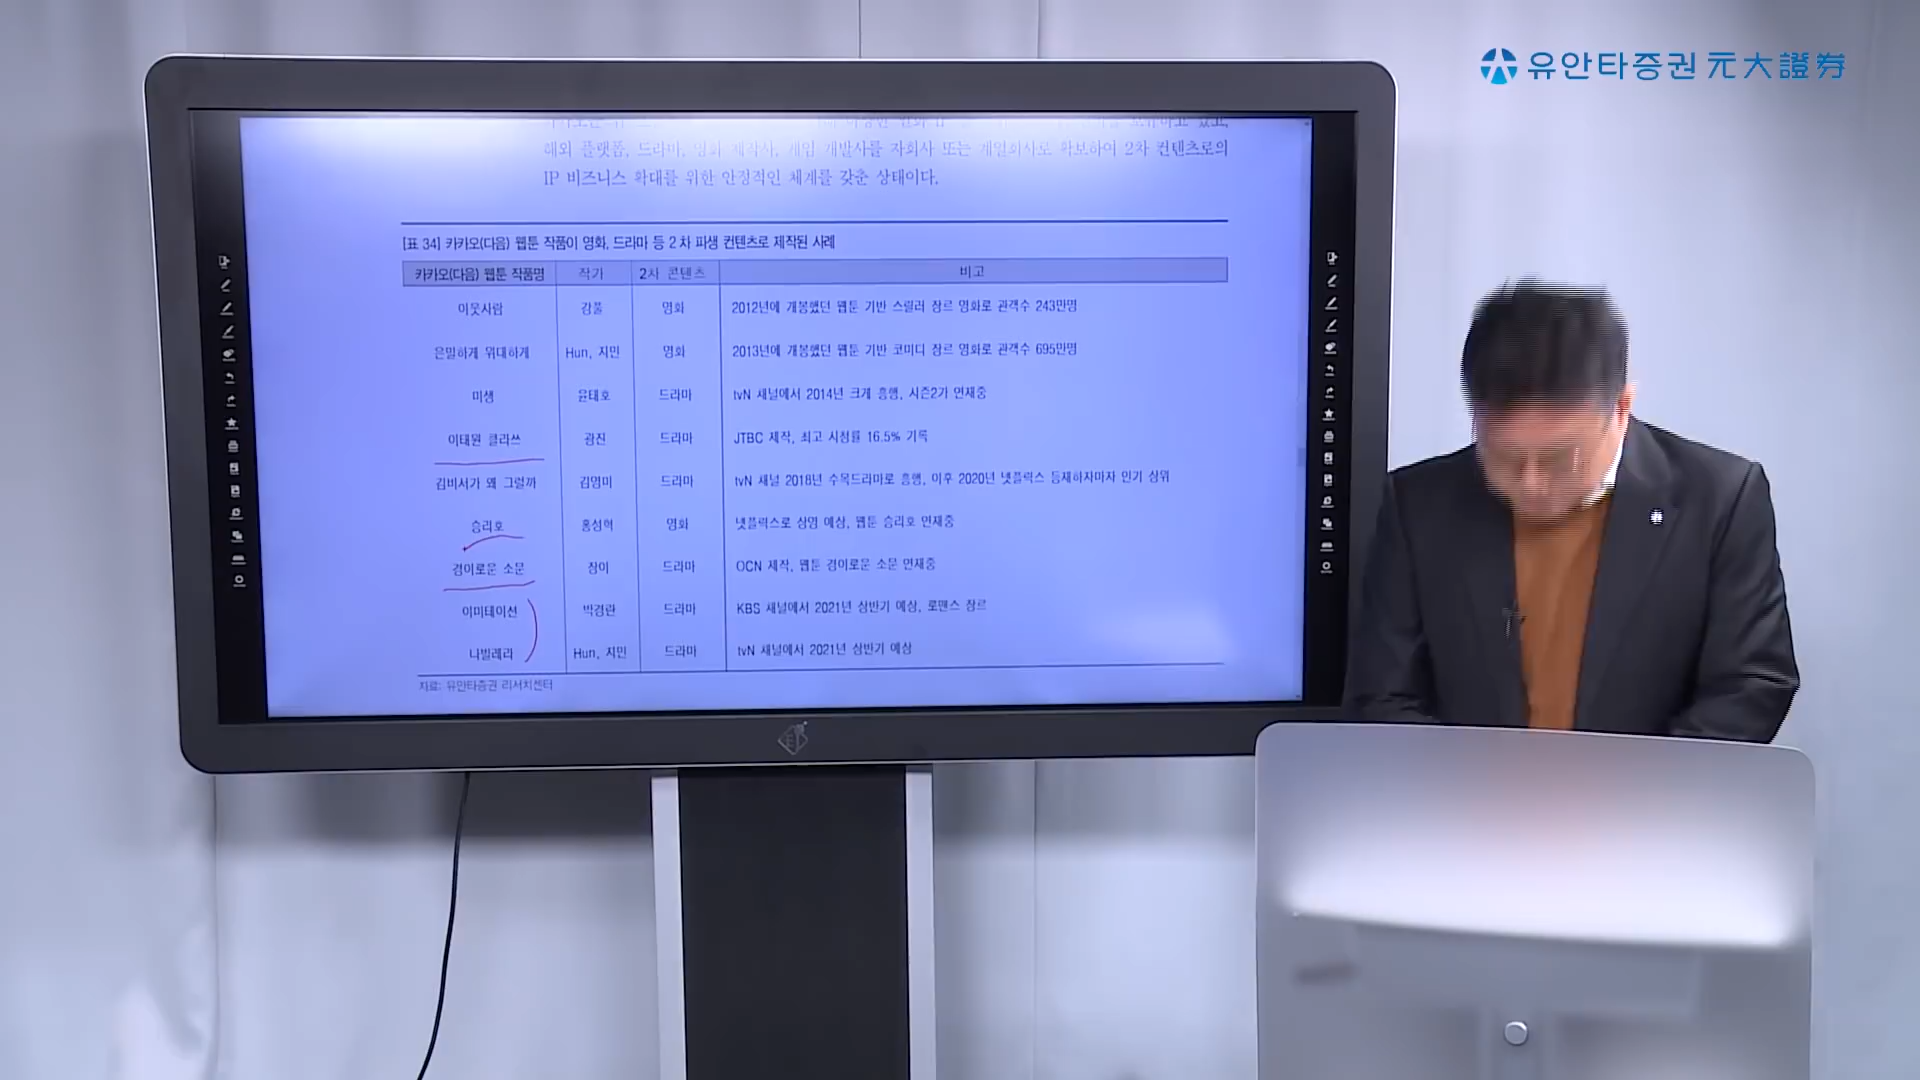 유안타증권 元大證券
해외 플랫폼, 드라마, 영화 제작사, 게임 개발사를 자회사 또는 계열회사로 확보하여 2차 컨텐츠로의
IP 비즈니스 확대를 위한 안정적인 체계를 갖춘 상태이다.
[표 34] 카카오(다음) 웹툰 작품이 영화, 드라마 등 2차 파생 컨텐츠로 제작된 사례
카카오(다음) 웹툰 작품명 작가 2차 콘텐츠 비고
이웃사람 강풀 영화 2012년에 개봉했던 웹툰 기반 스릴러 장르 영화로 관객수 243만명
은밀하게 위대하게 Hun, 지민 영화 2013년에 개봉했던 웹툰 기반 코미디 장르 영화로 관객수 695만명
미생 윤태호 드라마 tvN 채널에서 2014년 크게 흥행, 시즌2가 연재중
이태원 클라쓰 광진 드라마 JTBC 제작, 최고 시청률 16.5% 기록
김비서가 왜 그럴까 김명미 드라마 tvN 채널 2018년 수목드라마로 흥행, 이후 2020년 넷플릭스 등재하자마자 인기 상위
승리호 홍성혁 영화 넷플릭스로 상영 예상, 웹툰 승리호 연재중
경이로운 소문 장이 드라마 OCN 제작, 웹툰 경이로운 소문 연재중
이미테이션 박경란 드라마 KBS 채널에서 2021년 상반기 예상, 로맨스 장르
나빌레라 Hun, 지민 드라마 tvN 채널에서 2021년 상반기 예상
자료: 유안타증권 리서치센터